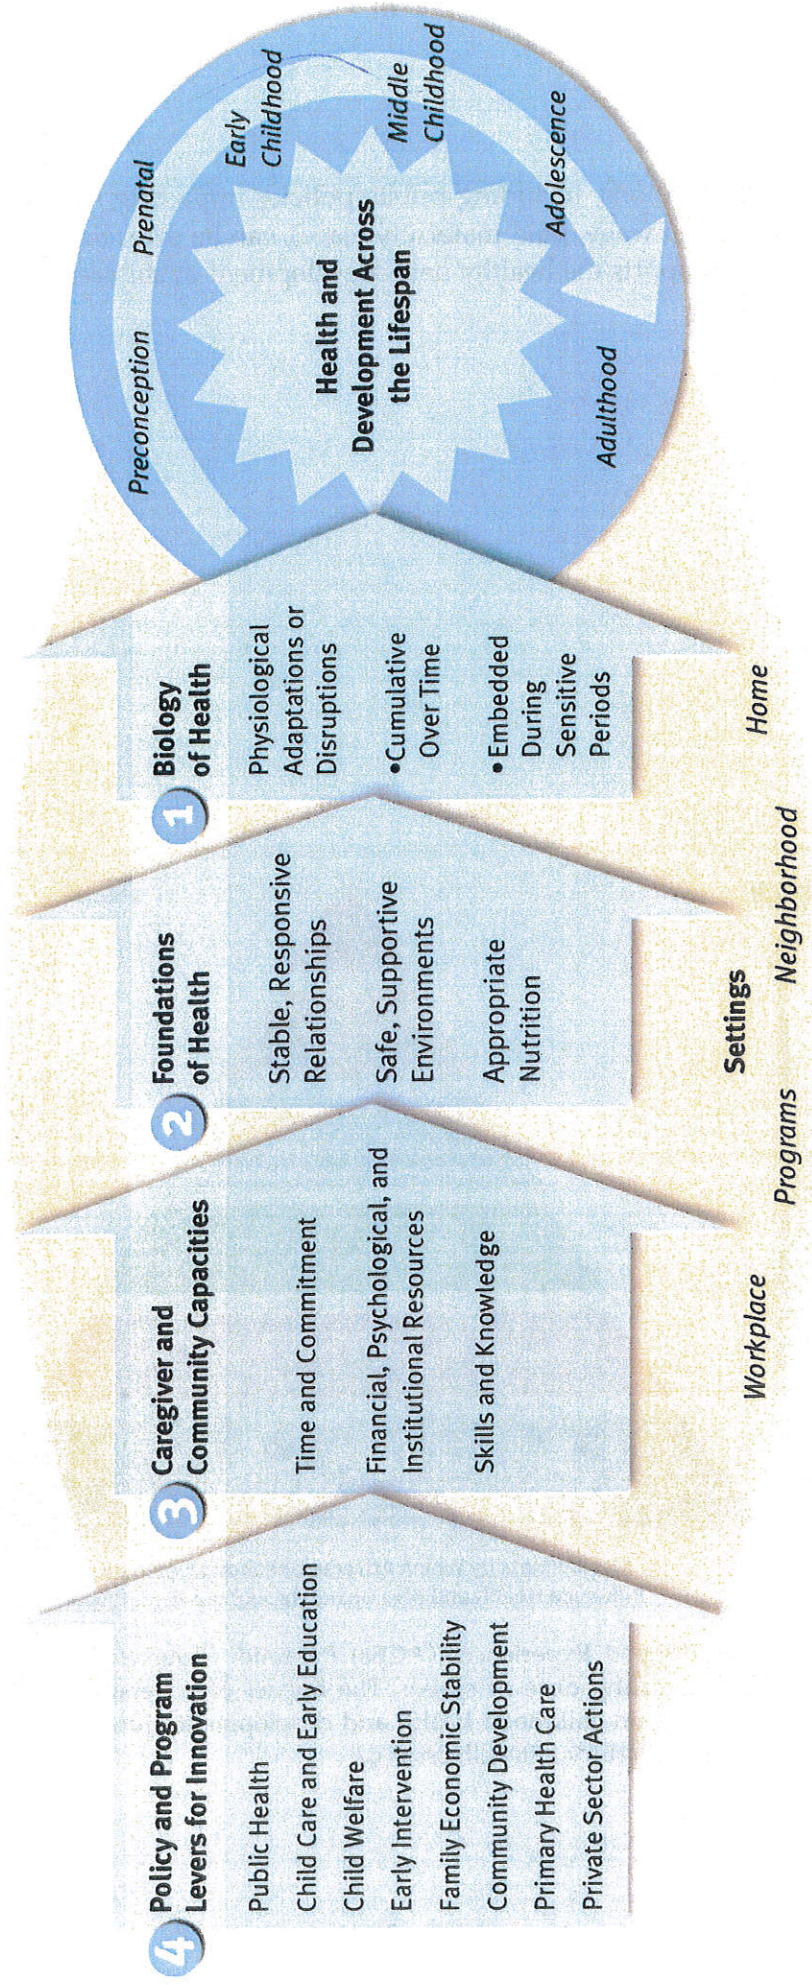 4
Policy and Program
Levers for Innovation
Public Health
Child Care and Early Education
Child Welfare
Early Intervention
Family Economic Stability
Community Development
Primary Health Care
Private Sector Actions
3
Caregiver and
Community Capacities
Time and Commitment
Financial, Psychological, and
Institutional Resources
Skills and Knowledge
2
Foundations
of Health
Stable, Responsive
Relationships
Safe, Supportive
Environments
Appropriate
Nutrition
1
Biology
of Health
Physiological
Adaptations or
Disruptions
•Cumulative
Over Time
• Embedded
During
Sensitive
Periods
Preconception
Prenatal
Early
Childhood
Middle
Childhood
Adolescence
Adulthood
Health and
Development Across
the Lifespan
Settings
Workplace
Programs
Neighborhood
Home